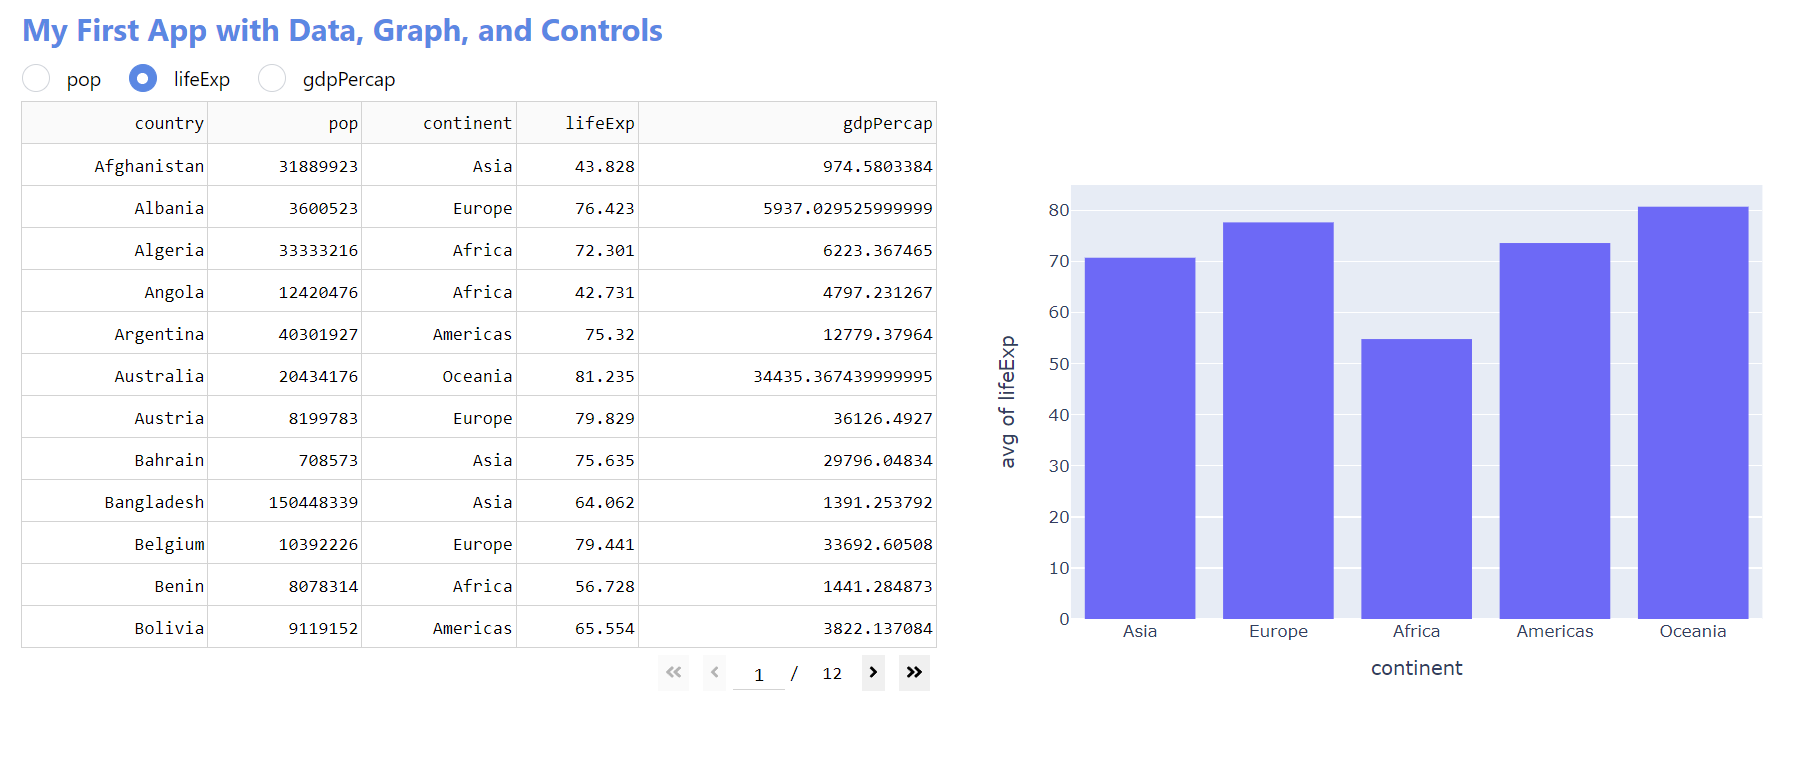 My First App with Data, Graph, and Controls
pop lifeExp gdpPercap
country pop continent lifeExp gdpPercap
Afghanistan 31889923 Asia 43.828 974.5803384
Albania 3600523 Europe 76.423 5937.029525999999
Algeria 33333216 Africa 72.301 6223.367465
Angola 12420476 Africa 42.731 4797.231267
Argentina 40301927 Americas 75.32 12779.37964
Australia 20434176 Oceania 81.235 34435.367439999995
Austria 8199783 Europe 79.829 36126.4927
Bahrain 708573 Asia 75.635 29796.04834
Bangladesh 150448339 Asia 64.062 1391.253792
Belgium 10392226 Europe 79.441 33692.60508
Benin 8078314 Africa 56.728 1441.284873
Bolivia 9119152 Americas 65.554 3822.137084
1 / 12
80
70
60
50
40
30
20
10
0
avg of lifeExp
Asia Europe Africa Americas Oceania
continent